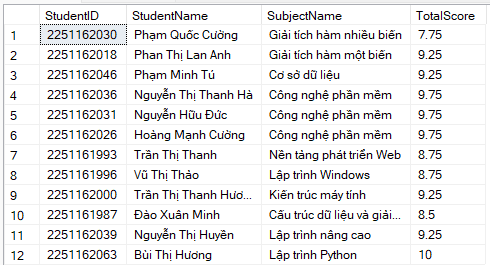 StudentID StudentName SubjectName TotalScore
1 2251162030 Phạm Quốc Cường Giải tích hàm nhiều biến 7.75
2 2251162018 Phan Thị Lan Anh Giải tích hàm một biến 9.25
3 2251162046 Phạm Minh Tú Cơ sở dữ liệu 9.25
4 2251162036 Nguyễn Thị Thanh Hà Công nghệ phần mềm 9.75
5 2251162031 Nguyễn Hữu Đức Công nghệ phần mềm 9.75
6 2251162026 Hoàng Mạnh Cường Công nghệ phần mềm 9.75
7 2251161993 Trần Thị Thanh Nền tảng phát triển Web 8.75
8 2251161996 Vũ Thị Thảo Lập trình Windows 8.75
9 2251162000 Trần Thị Thanh Hươ... Kiến trúc máy tính 9.25
10 2251161987 Đào Xuân Minh Cấu trúc dữ liệu và giải... 8.5
11 2251162039 Nguyễn Thị Huyền Lập trình nâng cao 9.25
12 2251162063 Bùi Thị Hương Lập trình Python 10